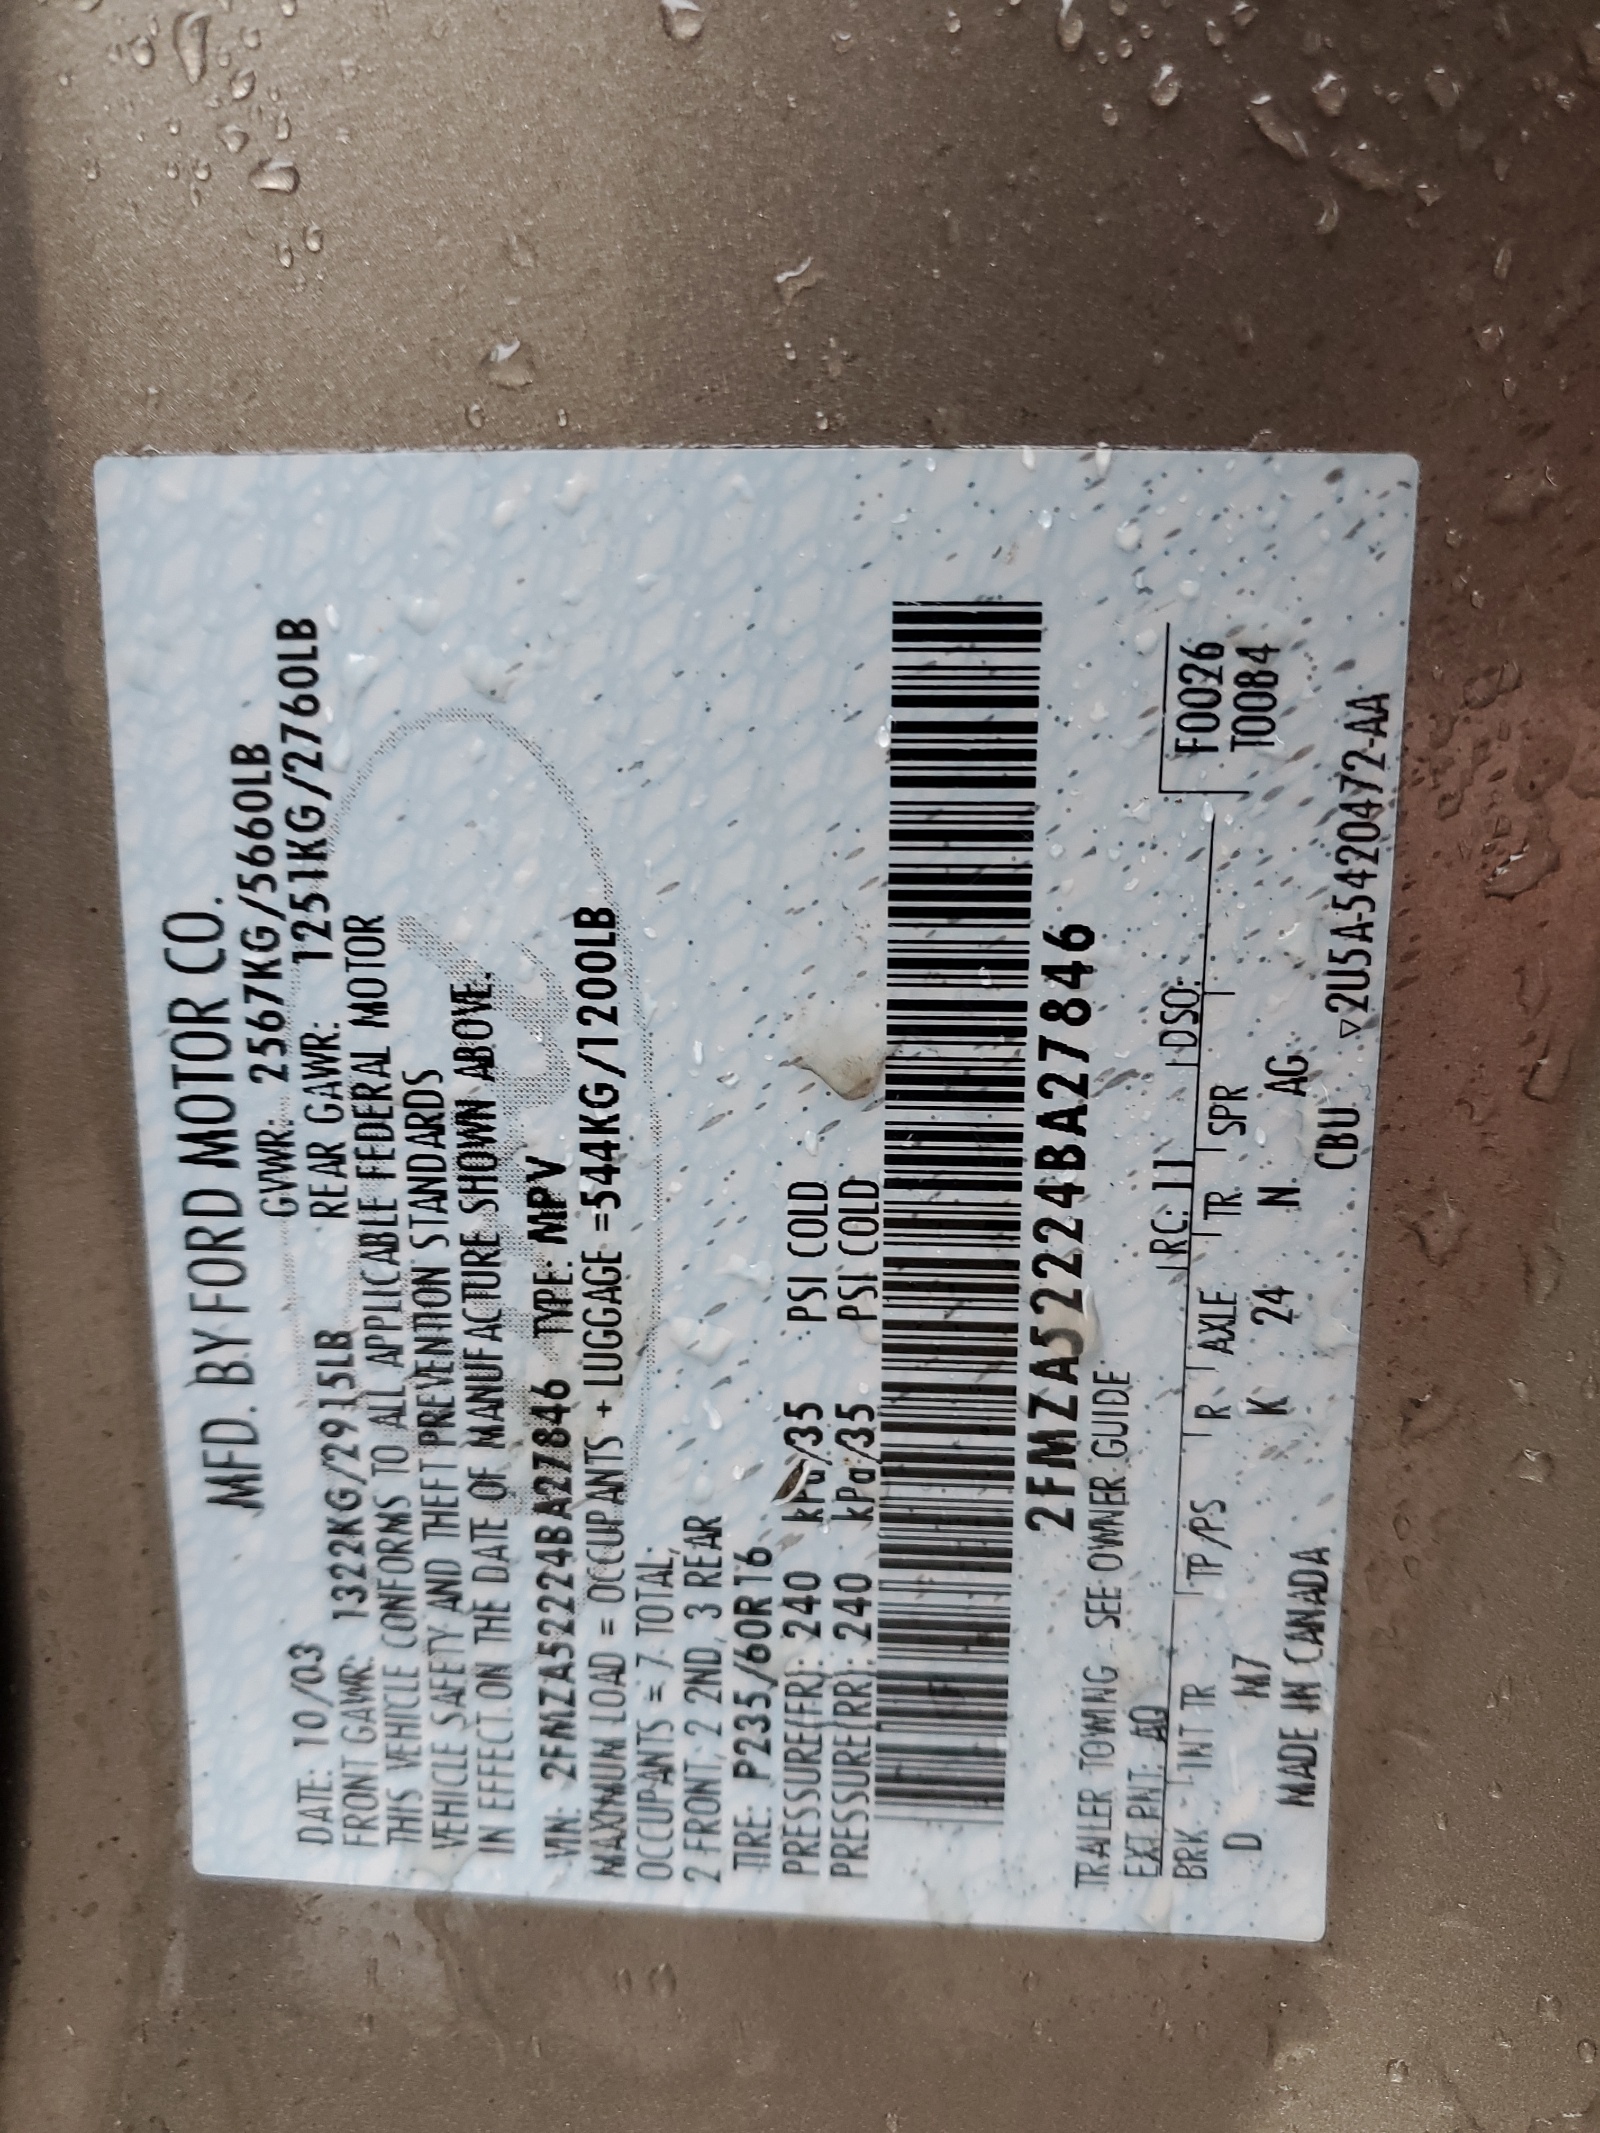 MFD. BY FORD MOTOR CO.
DATE: 10/03 GVWR: 2567KG/5660LB
FRONT GAWR: 1322KG/2915LB REAR GAWR: 1251KG/2760LB
THIS VEHICLE CONFORMS TO ALL APPLICABLE FEDERAL MOTOR
VEHICLE SAFETY AND THEFT PREVENTION STANDARDS
IN EFFECT ON THE DATE OF MANUFACTURE SHOWN ABOVE.
VIN: 2FMZA52224BA27846 TYPE: MPV
MAXIMUM LOAD = OCCUPANTS + LUGGAGE =544KG/1200LB
OCCUPANTS = 7 TOTAL,
2 FRONT, 2 2ND, 3 REAR
TIRE: P235/60R16
PRESSURE(FR): 240 kPa/35 PSI COLD
PRESSURE(RR): 240 kPa/35 PSI COLD
2FMZA52224BA27846
TRAILER TOWING - SEE OWNER GUIDE
EXT PNT: AQ RC: 11 DSO: F0026
BRK INT TR TP/PS R AXLE TR SPR T0084
D M7 K 24 N AG
MADE IN CANADA CBU ▽2U5A-5420472-AA